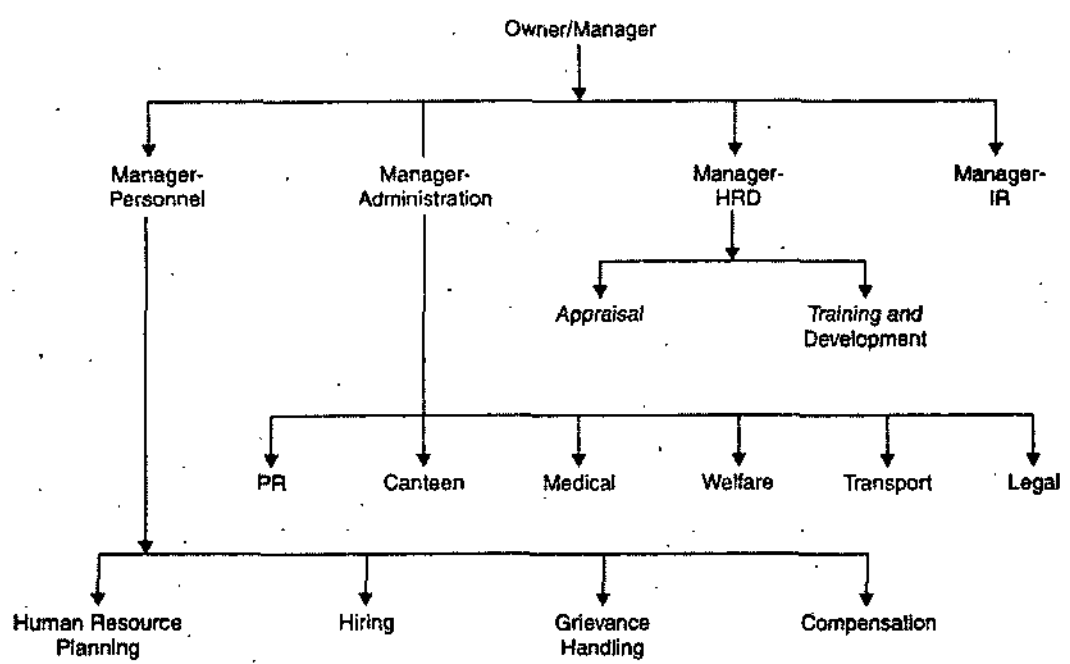 Owner/Manager
Manager-
Personnel
Manager-
Administration
Manager-
HRD
Manager-
IR
Appraisal
Training and
Development
PR
Canteen
Medical
Welfare
Transport
Legal
Human Resource
Planning
Hiring
Grievance
Handling
Compensation